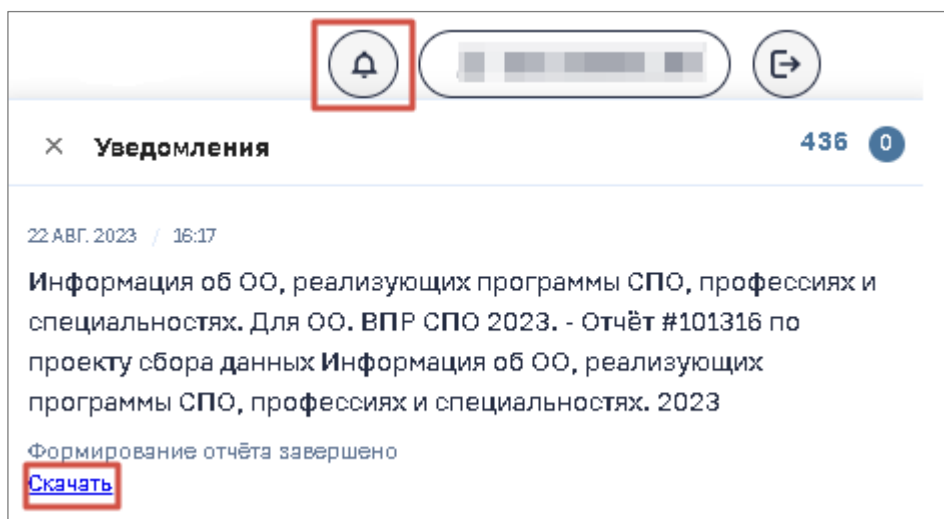 Уведомления 436 0
22 АВГ. 2023 / 16:17
Информация об ОО, реализующих программы СПО, профессиях и
специальностях. Для ОО. ВПР СПО 2023. - Отчёт #101316 по
проекту сбора данных Информация об ОО, реализующих
программы СПО, профессиях и специальностях. 2023
Формирование отчёта завершено
Скачать